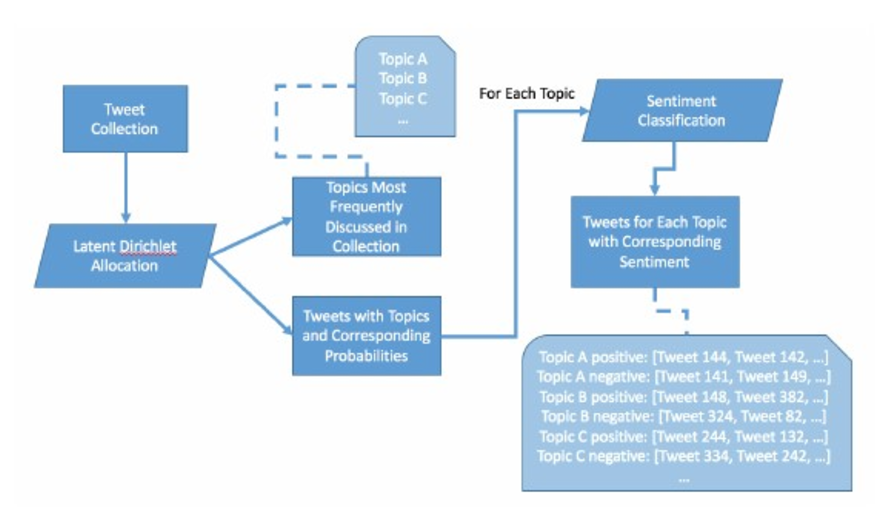 Topic A
Topic B
Topic C
...
Tweet
Collection
For Each Topic
Sentiment
Classification
Topics Most
Frequently
Discussed in
Collection
Latent Dirichlet
Allocation
Tweets for Each Topic
with Corresponding
Sentiment
Tweets with Topics
and Corresponding
Probabilities
Topic A positive: [Tweet 144, Tweet 142, ...]
Topic A negative: [Tweet 141, Tweet 149, ...]
Topic B positive: [Tweet 148, Tweet 382, ...]
Topic B negative: [Tweet 324, Tweet 82, ...]
Topic C positive: [Tweet 244, Tweet 132, ...]
Topic C negative: [Tweet 334, Tweet 242, ...]
...